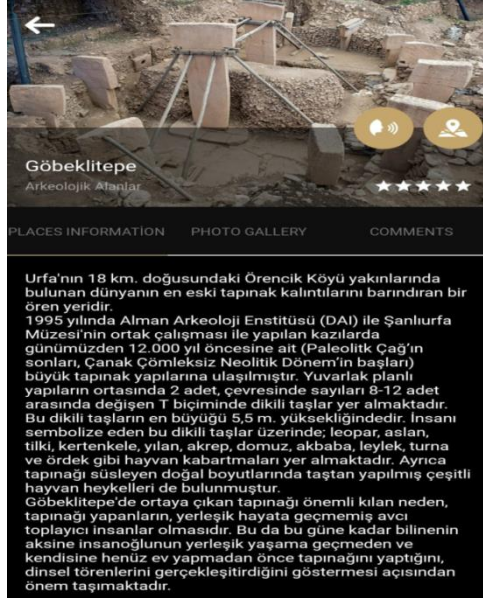 Göbeklitepe
Arkeolojik Alanlar
PLACES INFORMATİON PHOTO GALLERY COMMENTS
Urfa'nın 18 km. doğusundaki Örencik Köyü yakınlarında
bulunan dünyanın en eski tapınak kalıntılarını barındıran bir
ören yeridir.
1995 yılında Alman Arkeoloji Enstitüsü (DAI) ile Şanlıurfa
Müzesi'nin ortak çalışması ile yapılan kazılarda
günümüzden 12.000 yıl öncesine ait (Paleolitk Çağ'ın
sonları, Çanak Çömleksiz Neolitik Dönem'in başları)
büyük tapınak yapılarına ulaşılmıştır. Yuvarlak planlı
yapıların ortasında 2 adet, çevresinde sayıları 8-12 adet
arasında değişen T biçiminde dikili taşlar yer almaktadır.
Bu dikili taşların en büyüğü 5,5 m. yüksekliğindedir. İnsanı
sembolize eden bu dikili taşlar üzerinde; leopar, aslan,
tilki, kertenkele, yılan, akrep, domuz, akbaba, leylek, turna
ve ördek gibi hayvan kabartmaları yer almaktadır. Ayrıca
tapınağı süsleyen doğal boyutlarında taştan yapılmış çeşitli
hayvan heykelleri de bulunmuştur.
Göbeklitepe'de ortaya çıkan tapınağı önemli kılan neden,
tapınağı yapanların, yerleşik hayata geçmemiş avcı
toplayıcı insanlar olmasıdır. Bu da bu güne kadar bilinenin
aksine insanoğlunun yerleşik yaşama geçmeden ve
kendisine henüz ev yapmadan önce tapınağını yaptığını,
dinsel törenlerini gerçekleşitirdiğini göstermesi açısından
önem taşımaktadır.